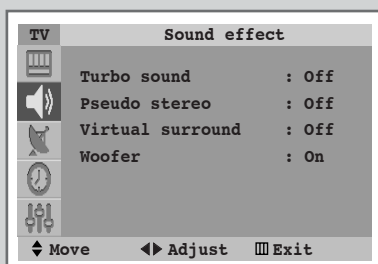 TV Sound effect
Turbo sound : Off
Pseudo stereo : Off
Virtual surround : Off
Woofer : On
Move Adjust Exit